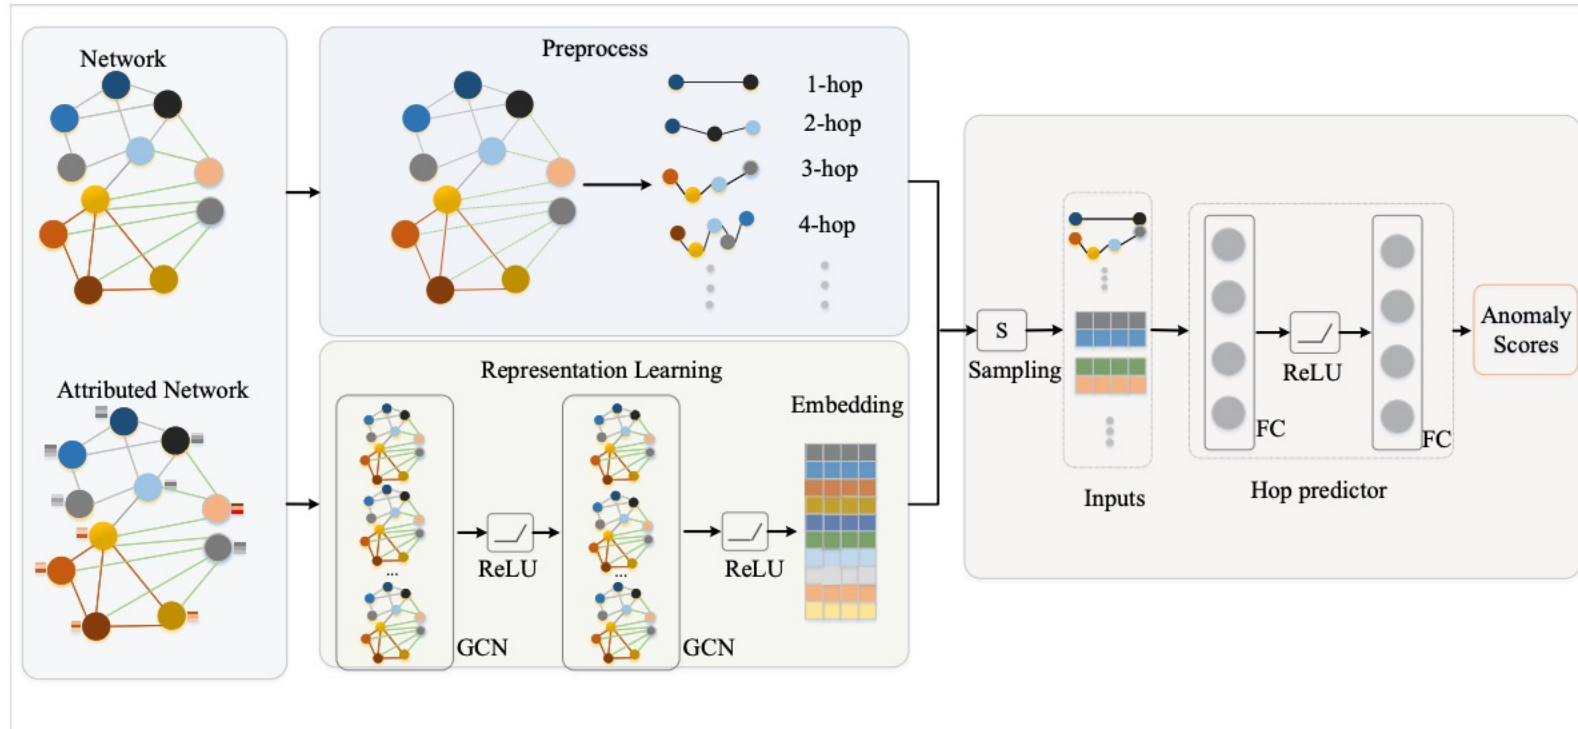 Network
Attributed Network
Preprocess
1-hop
2-hop
3-hop
4-hop
Representation Learning
GCN
ReLU
...
...
GCN
ReLU
Embedding
S
Sampling
Inputs
FC
ReLU
FC
Hop predictor
Anomaly
Scores